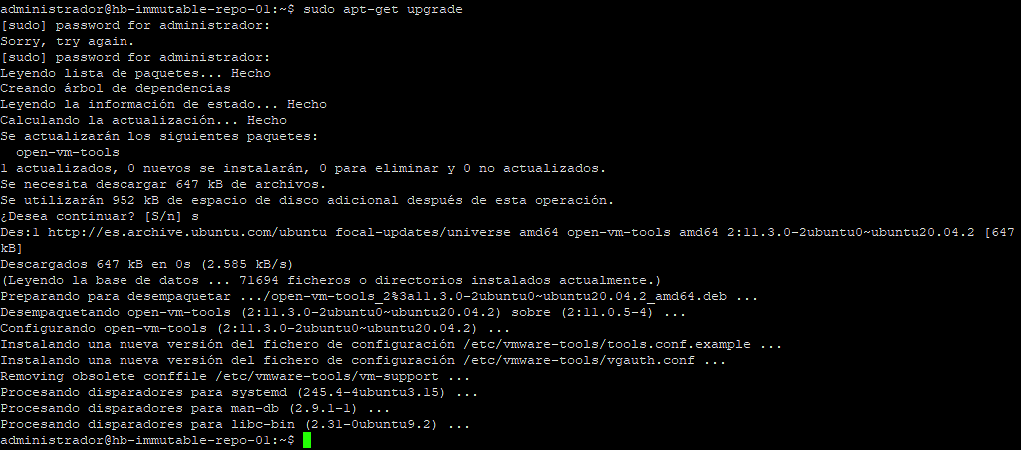 administrador@hb-immutable-repo-01:~$ sudo apt-get upgrade
[sudo] password for administrador:
Sorry, try again.
[sudo] password for administrador:
Leyendo lista de paquetes... Hecho
Creando árbol de dependencias
Leyendo la información de estado... Hecho
Calculando la actualización... Hecho
Se actualizarán los siguientes paquetes:
  open-vm-tools
1 actualizados, 0 nuevos se instalarán, 0 para eliminar y 0 no actualizados.
Se necesita descargar 647 kB de archivos.
Se utilizarán 952 kB de espacio de disco adicional después de esta operación.
¿Desea continuar? [S/n] s
Des:1 http://es.archive.ubuntu.com/ubuntu focal-updates/universe amd64 open-vm-tools amd64 2:11.3.0-2ubuntu0~ubuntu20.04.2 [647
kB]
Descargados 647 kB en 0s (2.585 kB/s)
(Leyendo la base de datos ... 71694 ficheros o directorios instalados actualmente.)
Preparando para desempaquetar .../open-vm-tools_2%3a11.3.0-2ubuntu0~ubuntu20.04.2_amd64.deb ...
Desempaquetando open-vm-tools (2:11.3.0-2ubuntu0~ubuntu20.04.2) sobre (2:11.0.5-4) ...
Configurando open-vm-tools (2:11.3.0-2ubuntu0~ubuntu20.04.2) ...
Instalando una nueva versión del fichero de configuración /etc/vmware-tools/tools.conf.example ...
Instalando una nueva versión del fichero de configuración /etc/vmware-tools/vgauth.conf ...
Removing obsolete conffile /etc/vmware-tools/vm-support ...
Procesando disparadores para systemd (245.4-4ubuntu3.15) ...
Procesando disparadores para man-db (2.9.1-1) ...
Procesando disparadores para libc-bin (2.31-0ubuntu9.2) ...
administrador@hb-immutable-repo-01:~$